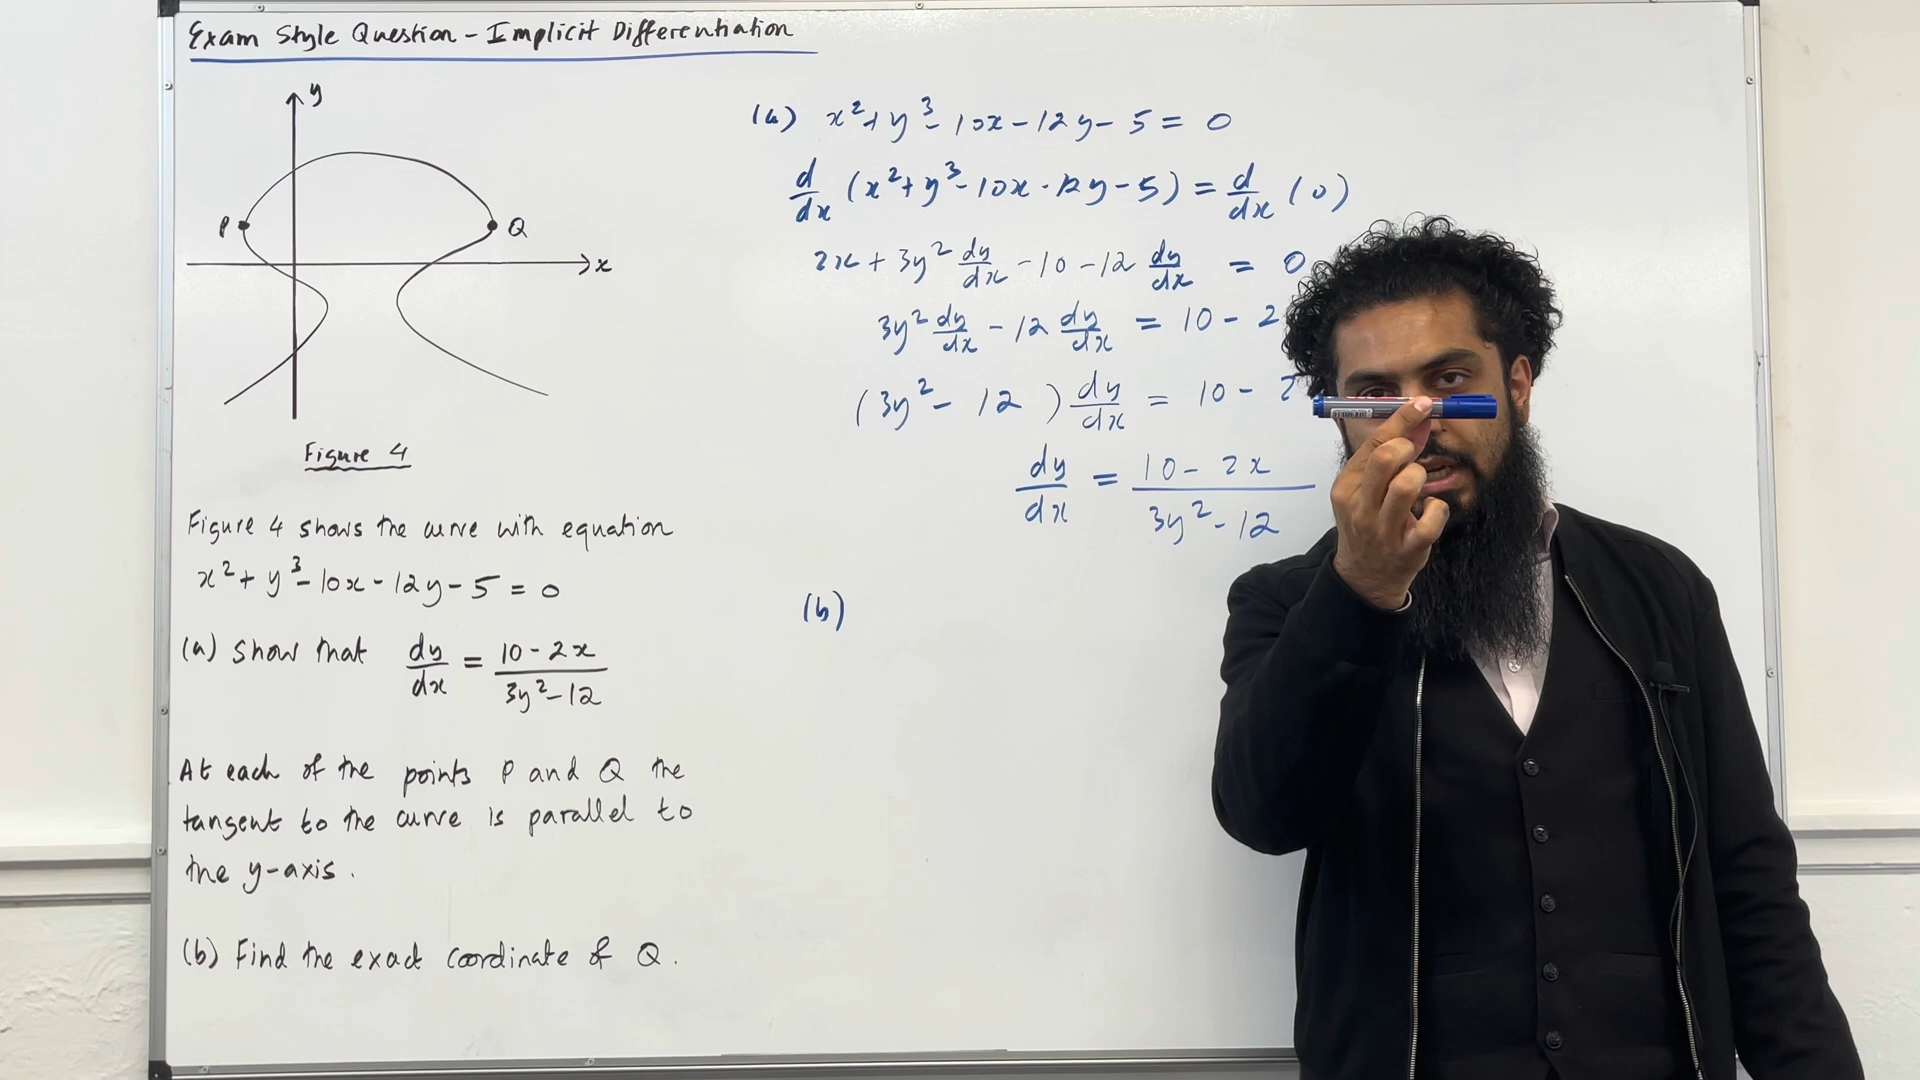 Exam Style Question - Implicit Differentiation
y
P
Q
x
Figure 4
Figure 4 shows the curve with equation
x² + y³ - 10x - 12y - 5 = 0
(a) Show that dy/dx = (10 - 2x)/(3y² - 12)
At each of the points P and Q the
tangent to the curve is parallel to
the y-axis.
(b) Find the exact coordinate of Q.
(a) x² + y³ - 10x - 12y - 5 = 0
d/dx (x² + y³ - 10x - 12y - 5) = d/dx (0)
2x + 3y² dy/dx - 10 - 12 dy/dx = 0
3y² dy/dx - 12 dy/dx = 10 - 2
(3y² - 12) dy/dx = 10 - 2
dy/dx = (10 - 2x)/(3y² - 12)
(b)